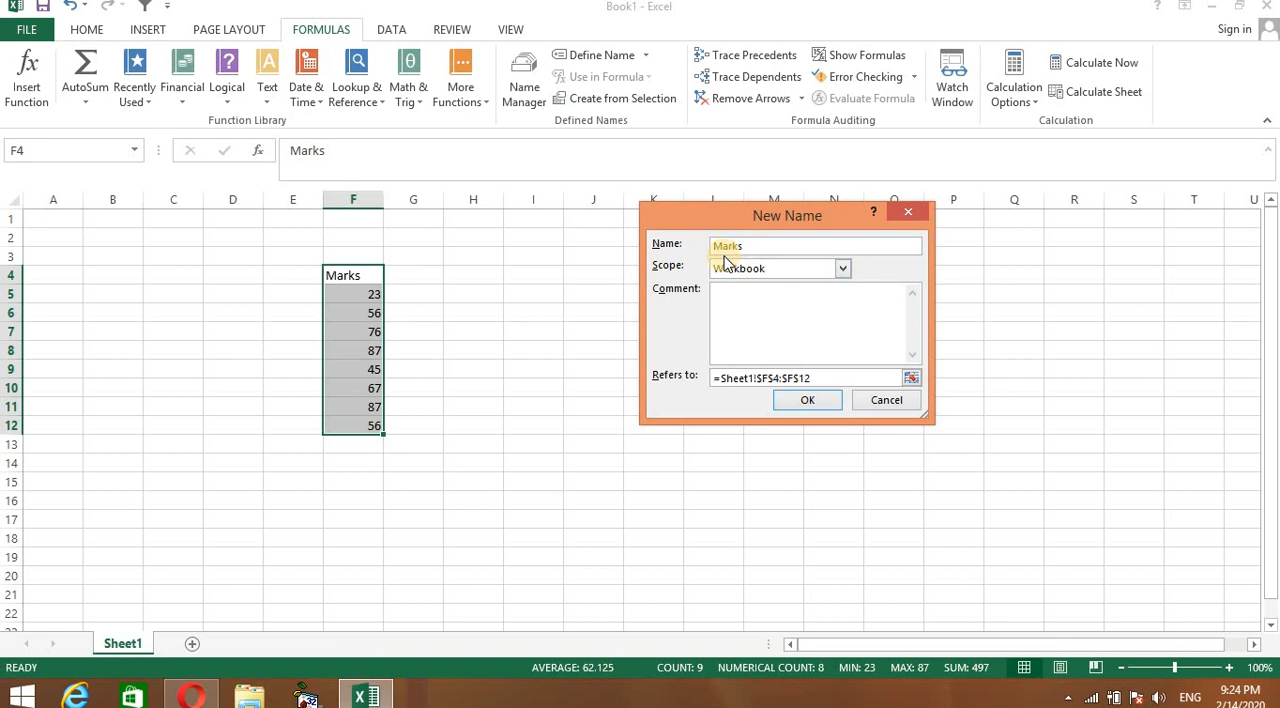 Book1 - Excel
FILE HOME INSERT PAGE LAYOUT FORMULAS DATA REVIEW VIEW Sign in
Insert Function
AutoSum
Recently Used
Financial
Logical
Text
Date & Time
Lookup & Reference
Math & Trig
More Functions
Function Library
Name Manager
Define Name
Use in Formula
Create from Selection
Defined Names
Trace Precedents
Trace Dependents
Remove Arrows
Show Formulas
Error Checking
Evaluate Formula
Formula Auditing
Watch Window
Calculation Options
Calculate Now
Calculate Sheet
Calculation
F4 fx Marks
A B C D E F G H I J K L M N O P Q R S T U
1
2
3
4 Marks
5 23
6 56
7 76
8 87
9 45
10 67
11 87
12 56
13
14
15
16
17
18
19
20
21
22
New Name
?
Name: Marks
Scope: Workbook
Comment:
Refers to: =Sheet1!$F$4:$F$12
OK Cancel
Sheet1
READY AVERAGE: 62.125 COUNT: 9 NUMERICAL COUNT: 8 MIN: 23 MAX: 87 SUM: 497 100%
ENG
9:24 PM
2/14/2020